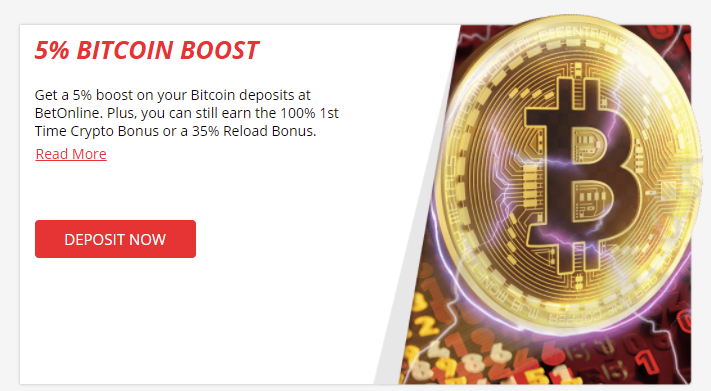 5% BITCOIN BOOST
Get a 5% boost on your Bitcoin deposits at
BetOnline. Plus, you can still earn the 100% 1st
Time Crypto Bonus or a 35% Reload Bonus.
Read More
DEPOSIT NOW